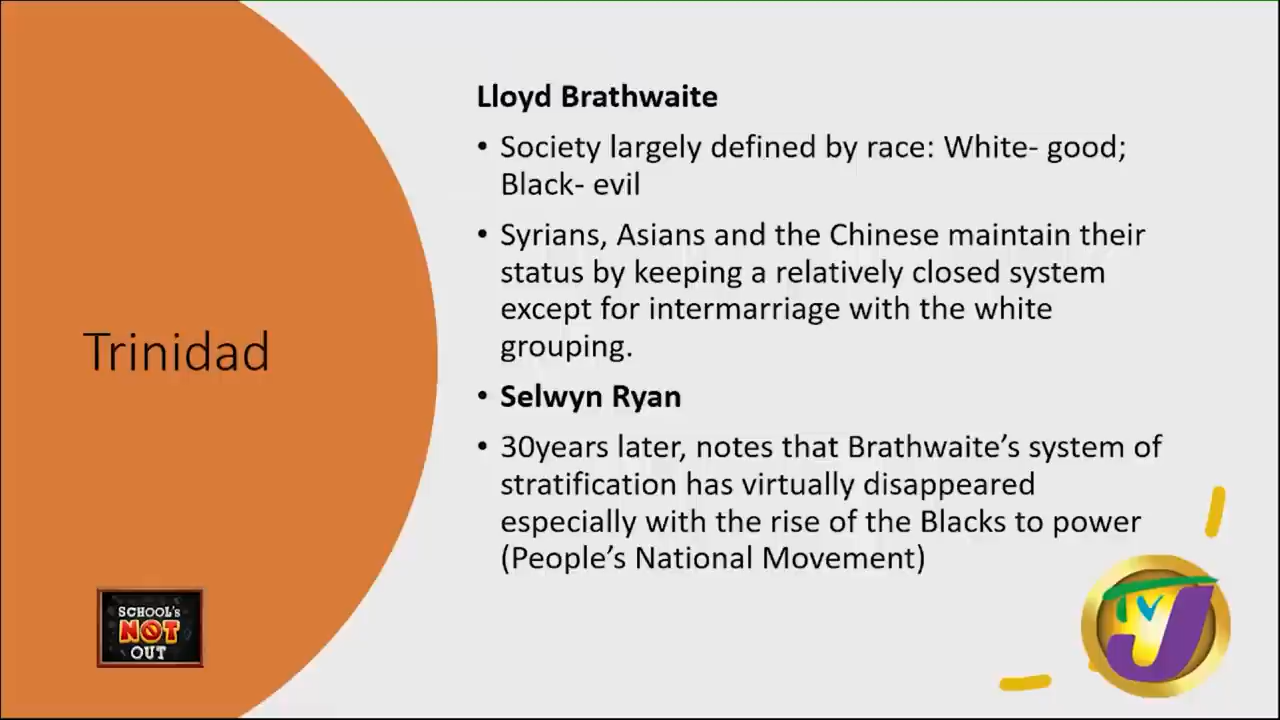 Lloyd Brathwaite
• Society largely defined by race: White- good;
Black- evil
• Syrians, Asians and the Chinese maintain their
status by keeping a relatively closed system
except for intermarriage with the white
grouping.
Trinidad
• Selwyn Ryan
• 30years later, notes that Brathwaite’s system of
stratification has virtually disappeared
especially with the rise of the Blacks to power
(People’s National Movement)
SCHOOL'S
NOT
OUT
TVJ